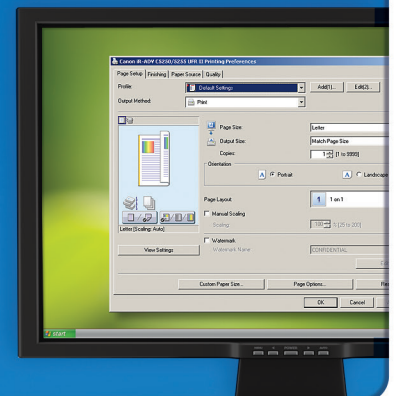 Canon iR-ADV C5250/5255 UFR II Printing Preferences
Page Setup Finishing Paper Source Quality
Profile: Default Settings Add(1)... Edit(2)...
Output Method: Print
Page Size: Letter
Output Size: Match Page Size
Copies: 1 [1 to 9999]
Orientation
A Portrait A Landscape
Page Layout: 1 1 on 1
Manual Scaling
Scaling: 100 % [25 to 200]
Letter [Scaling: Auto]
Watermark
View Settings Watermark Name: CONFIDENTIAL
Custom Paper Size... Page Options...
OK Cancel
start